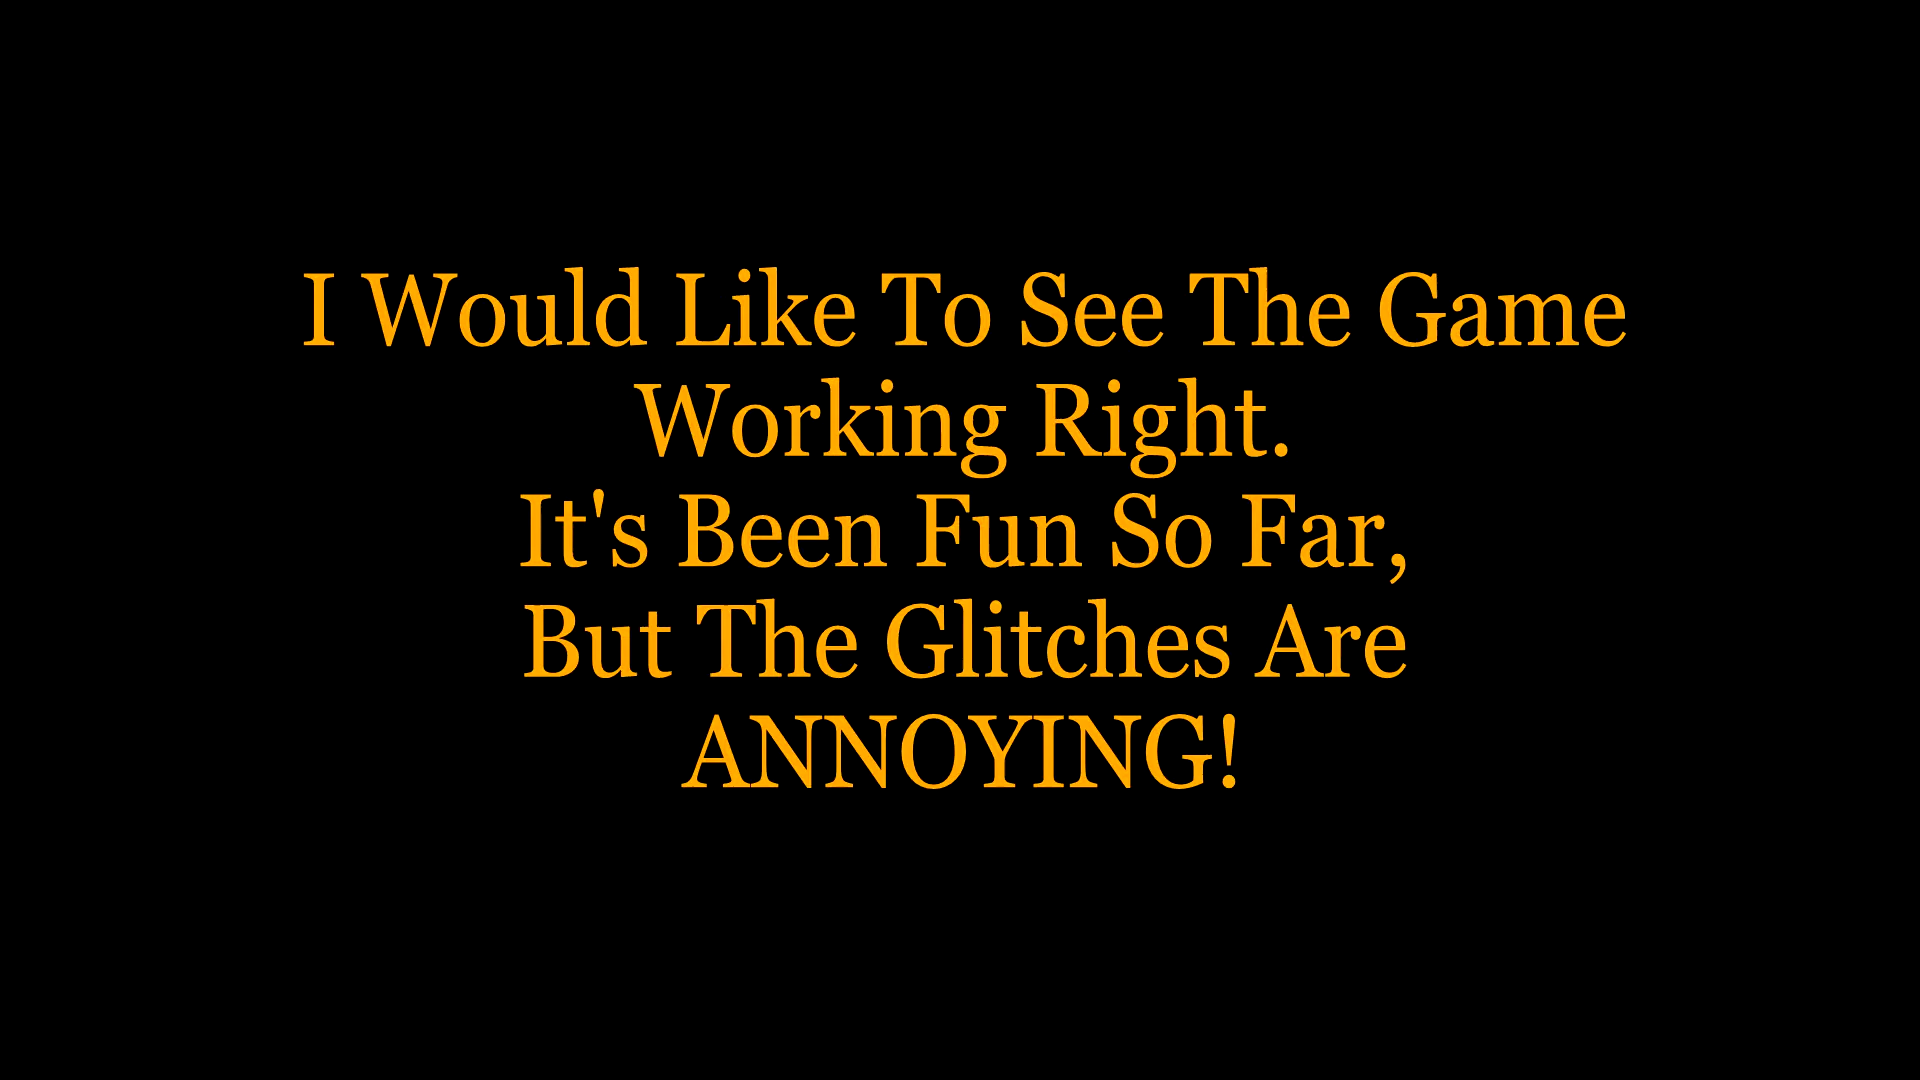 I Would Like To See The Game
Working Right.
It's Been Fun So Far,
But The Glitches Are
ANNOYING!